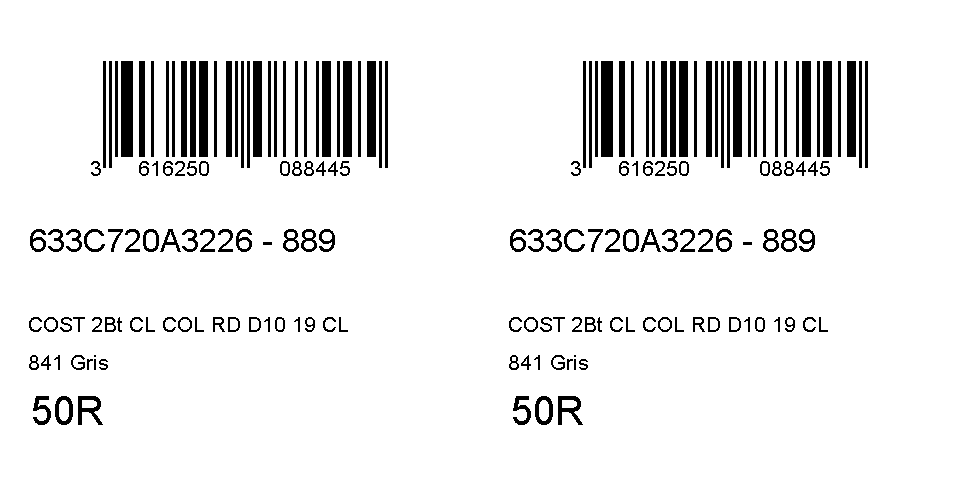 3 616250 088445
633C720A3226 - 889
COST 2Bt CL COL RD D10 19 CL
841 Gris
50R
3 616250 088445
633C720A3226 - 889
COST 2Bt CL COL RD D10 19 CL
841 Gris
50R